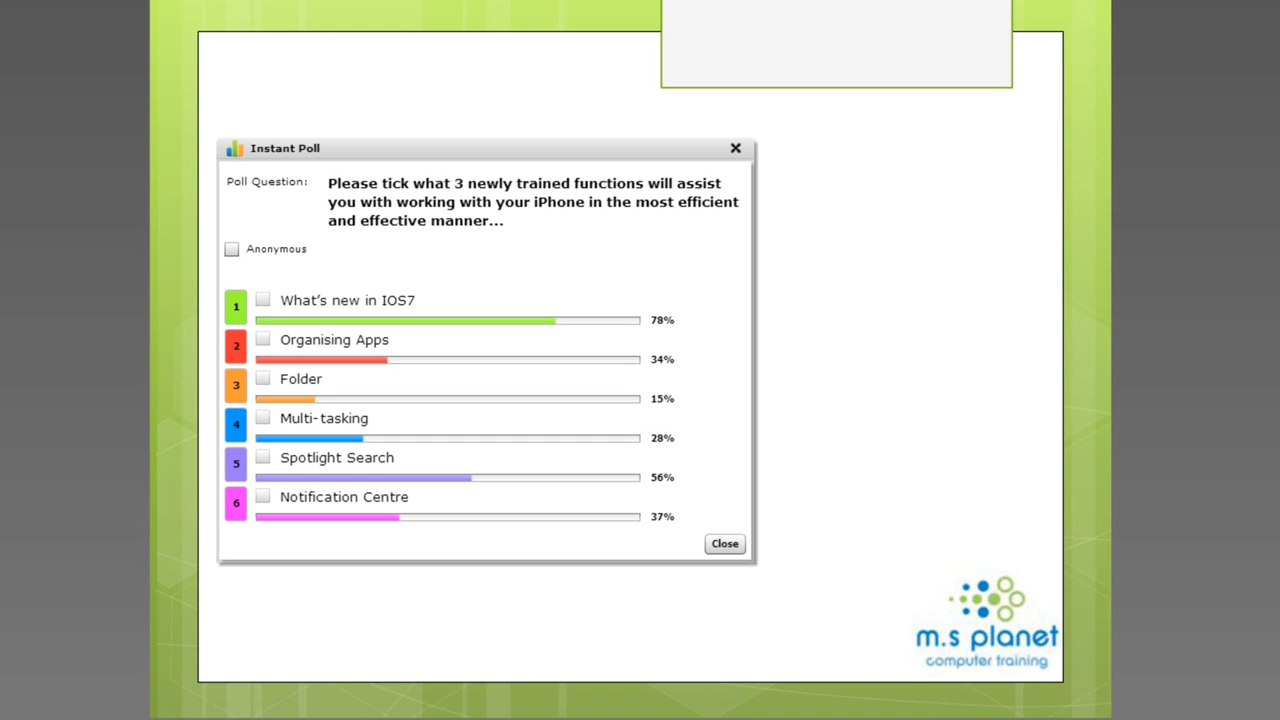 Instant Poll
Poll Question:
Please tick what 3 newly trained functions will assist
you with working with your iPhone in the most efficient
and effective manner...
Anonymous
1 What's new in IOS7
78%
2 Organising Apps
34%
3 Folder
15%
4 Multi-tasking
28%
5 Spotlight Search
56%
6 Notification Centre
37%
Close
m.s planet
computer training